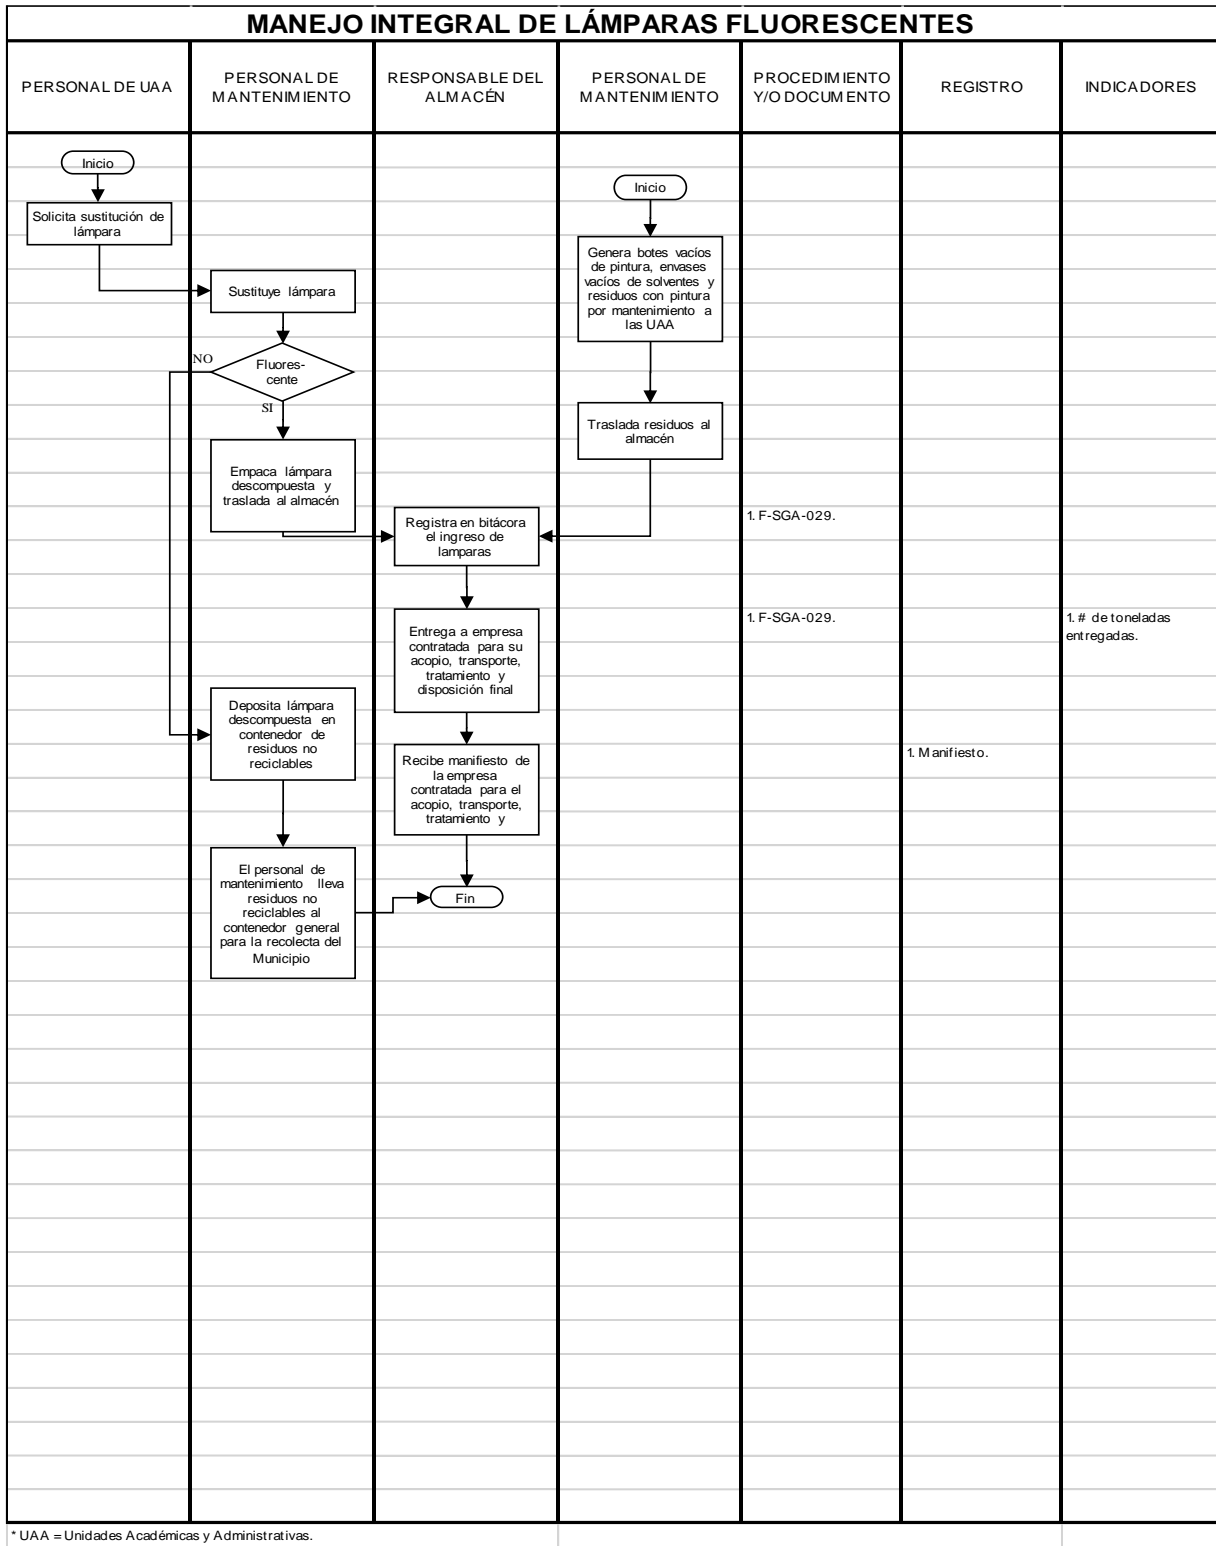 MANEJO INTEGRAL DE LÁMPARAS FLUORESCENTES
PERSONAL DE UAA
PERSONAL DE
MANTENIMIENTO
RESPONSABLE DEL
ALMACÉN
PERSONAL DE
MANTENIMIENTO
PROCEDIMIENTO
Y/O DOCUMENTO
REGISTRO
INDICADORES
Inicio
Solicita sustitución de
lámpara
Sustituye lámpara
Fluores-
cente
NO
SI
Empaca lámpara
descompuesta y
traslada al almacén
Inicio
Genera botes vacíos
de pintura, envases
vacíos de solventes y
residuos con pintura
por mantenimiento a
las UAA
Traslada residuos al
almacén
Registra en bitácora
el ingreso de
lamparas
1. F-SGA-029.
Entrega a empresa
contratada para su
acopio, transporte,
tratamiento y
disposición final
1. F-SGA-029.
1. # de toneladas
entregadas.
Deposita lámpara
descompuesta en
contenedor de
residuos no
reciclables
Recibe manifiesto de
la empresa
contratada para el
acopio, transporte,
tratamiento y
1. Manifiesto.
El personal de
mantenimiento lleva
residuos no
reciclables al
contenedor general
para la recolecta del
Municipio
Fin
* UAA = Unidades Académicas y Administrativas.